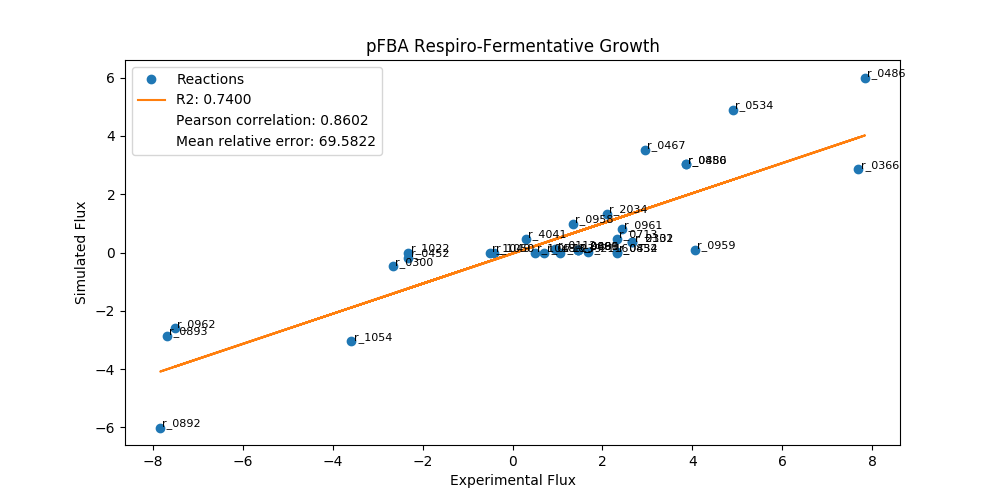 pFBA Respiro-Fermentative Growth
Reactions
R2: 0.7400
Pearson correlation: 0.8602
Mean relative error: 69.5822
r_0486
r_0534
r_0467
r_0366
r_2034
r_0958
r_0961
r_4041
r_0713
r_0959
r_1022
r_0452
r_0300
r_0962
r_0893
r_1054
r_0892
6
4
2
0
−2
−4
−6
−8
−6
−4
−2
0
2
4
6
8
Simulated Flux
Experimental Flux